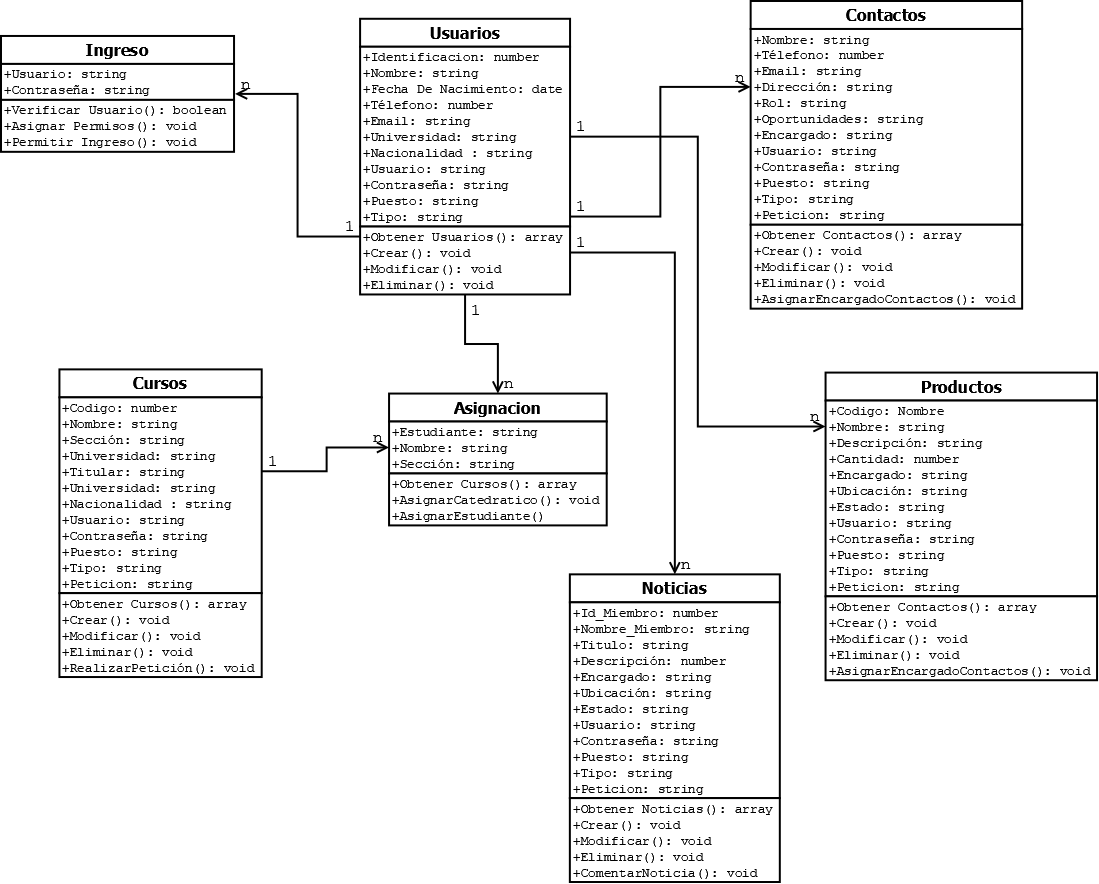 Ingreso
+Usuario: string
+Contraseña: string
+Verificar Usuario(): boolean
+Asignar Permisos(): void
+Permitir Ingreso(): void
n
1
Usuarios
+Identificacion: number
+Nombre: string
+Fecha De Nacimiento: date
+Télefono: number
+Email: string
+Universidad: string
+Nacionalidad : string
+Usuario: string
+Contraseña: string
+Puesto: string
+Tipo: string
+Obtener Usuarios(): array
+Crear(): void
+Modificar(): void
+Eliminar(): void
1
1
1
1
n
Contactos
+Nombre: string
+Télefono: number
+Email: string
+Dirección: string
+Rol: string
+Oportunidades: string
+Encargado: string
+Usuario: string
+Contraseña: string
+Puesto: string
+Tipo: string
+Peticion: string
+Obtener Contactos(): array
+Crear(): void
+Modificar(): void
+Eliminar(): void
+AsignarEncargadoContactos(): void
Cursos
+Codigo: number
+Nombre: string
+Sección: string
+Universidad: string
+Titular: string
+Universidad: string
+Nacionalidad : string
+Usuario: string
+Contraseña: string
+Puesto: string
+Tipo: string
+Peticion: string
+Obtener Cursos(): array
+Crear(): void
+Modificar(): void
+Eliminar(): void
+RealizarPetición(): void
1
n
n
Asignacion
+Estudiante: string
+Nombre: string
+Sección: string
+Obtener Cursos(): array
+AsignarCatedratico(): void
+AsignarEstudiante()
n
Productos
+Codigo: Nombre
+Nombre: string
+Descripción: string
+Cantidad: number
+Encargado: string
+Ubicación: string
+Estado: string
+Usuario: string
+Contraseña: string
+Puesto: string
+Tipo: string
+Peticion: string
+Obtener Contactos(): array
+Crear(): void
+Modificar(): void
+Eliminar(): void
+AsignarEncargadoContactos(): void
n
Noticias
+Id_Miembro: number
+Nombre_Miembro: string
+Titulo: string
+Descripción: number
+Encargado: string
+Ubicación: string
+Estado: string
+Usuario: string
+Contraseña: string
+Puesto: string
+Tipo: string
+Peticion: string
+Obtener Noticias(): array
+Crear(): void
+Modificar(): void
+Eliminar(): void
+ComentarNoticia(): void